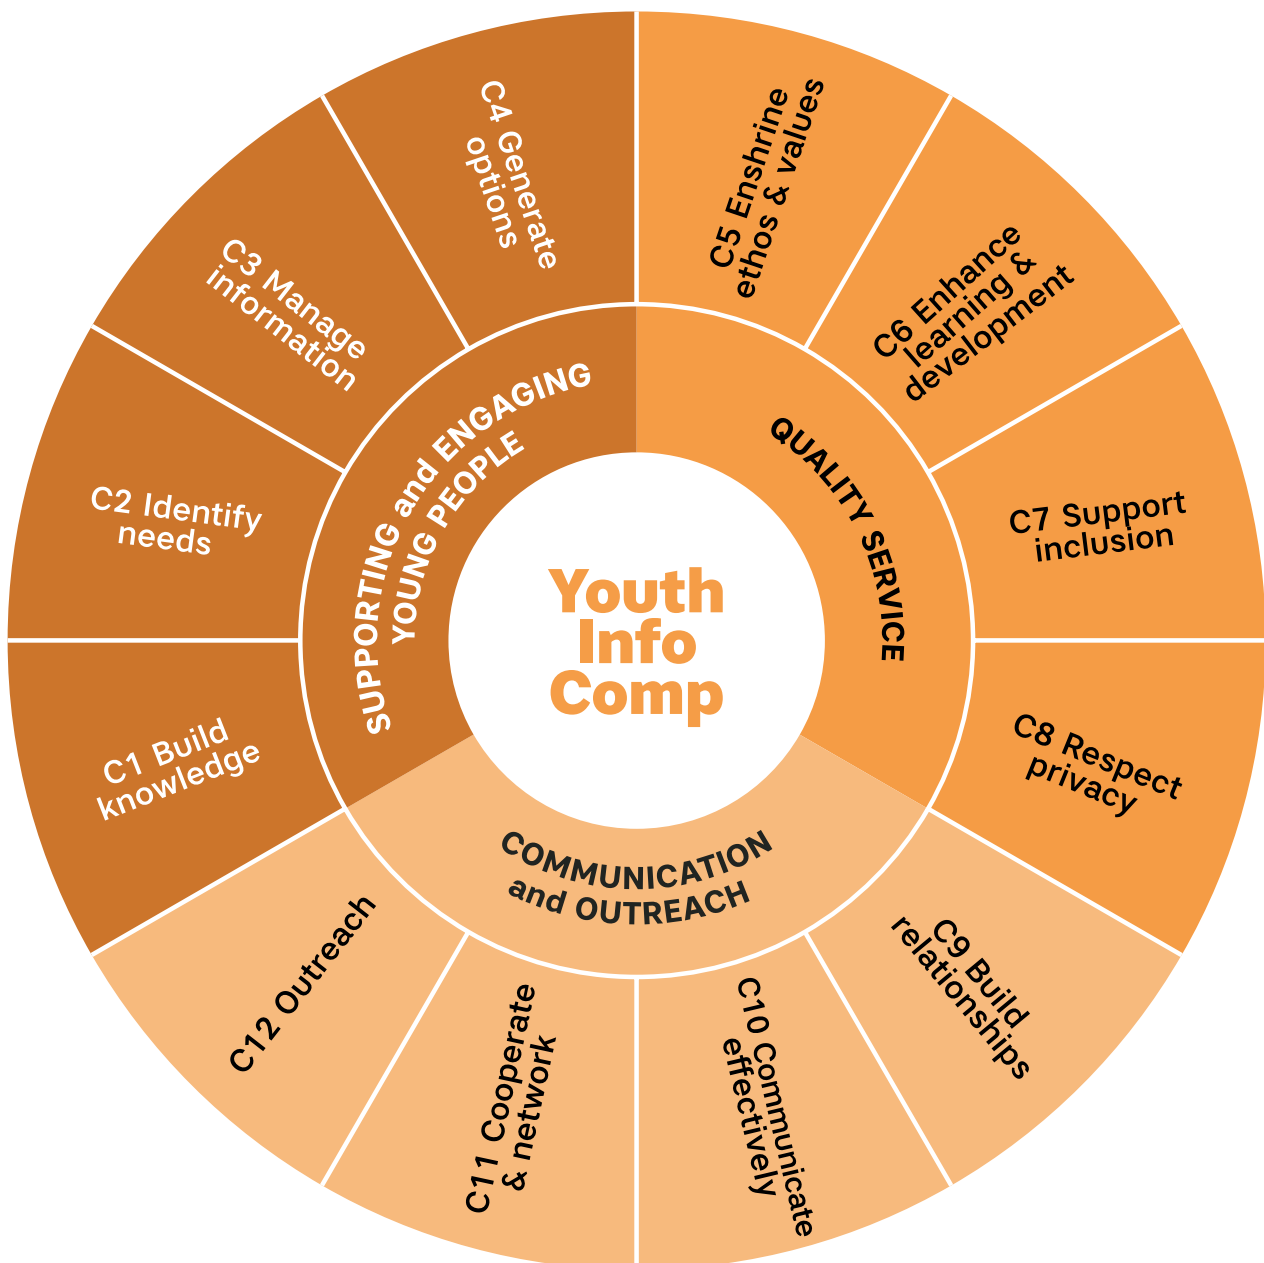 Youth
Info
Comp
SUPPORTING and ENGAGING
YOUNG PEOPLE
C1 Build
knowledge
C2 Identify
needs
C3 Manage
information
C4 Generate
options
QUALITY SERVICE
C5 Enshrine
ethos & values
C6 Enhance
learning &
development
C7 Support
inclusion
C8 Respect
privacy
COMMUNICATION
and OUTREACH
C9 Build
relationships
C10 Communicate
effectively
C11 Cooperate
& network
C12 Outreach